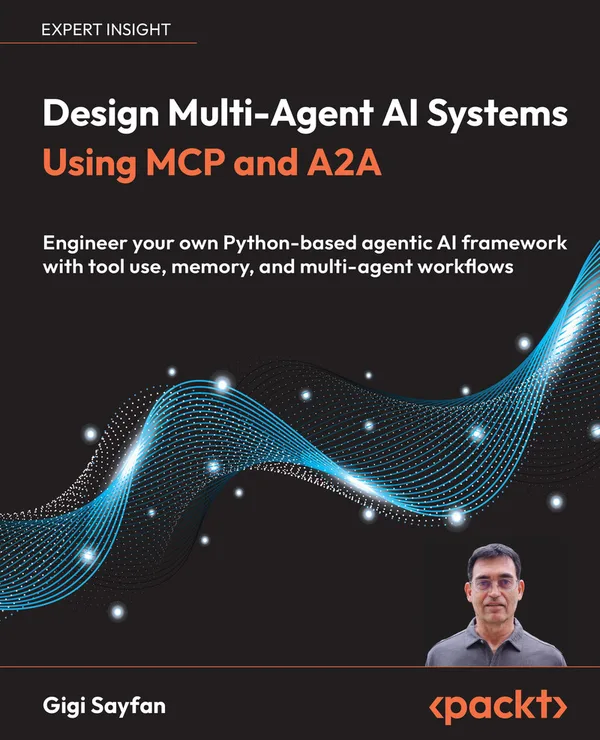 EXPERT INSIGHT
Design Multi-Agent AI Systems
Using MCP and A2A
Engineer your own Python-based agentic AI framework
with tool use, memory, and multi-agent workflows
Gigi Sayfan
<packt>